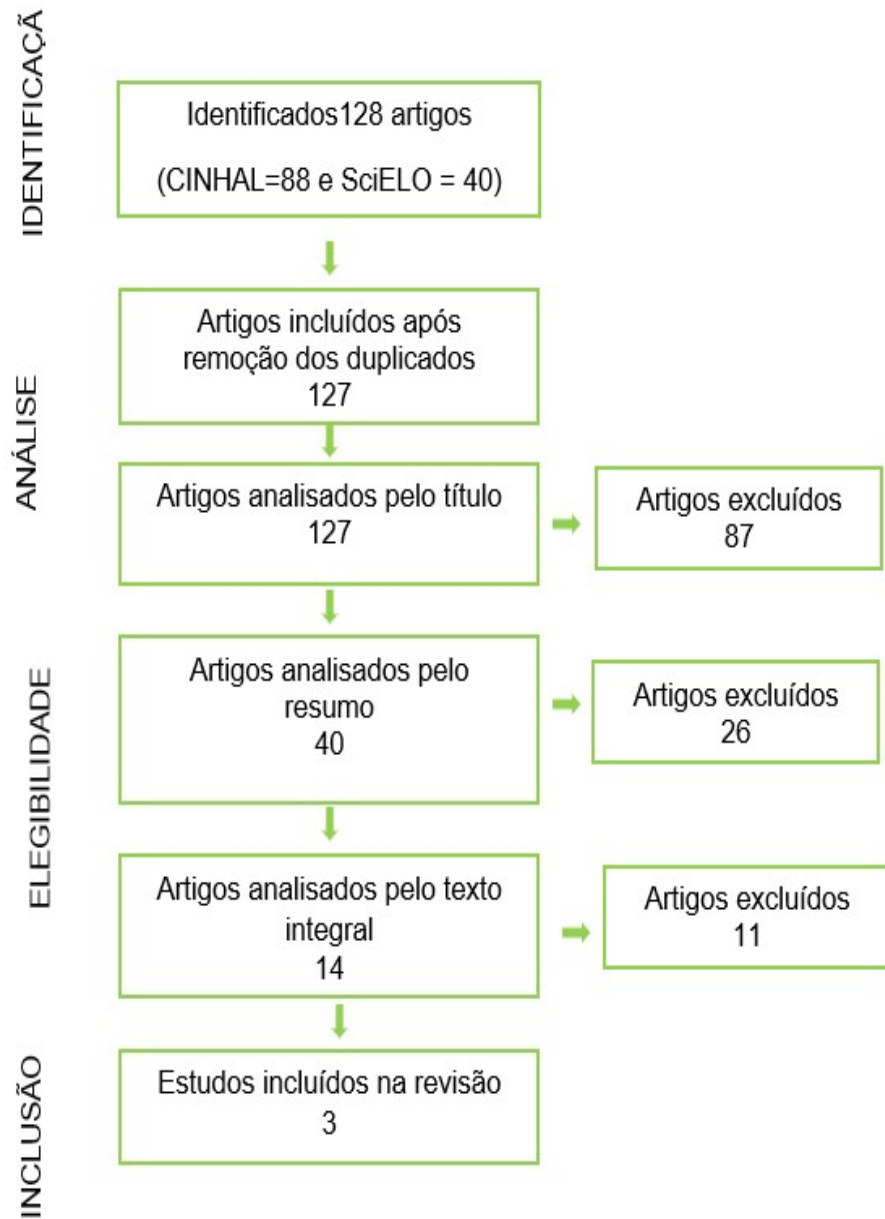 IDENTIFICAÇÃ
Identificados128 artigos
(CINHAL=88 e SciELO = 40)
ANÁLISE
Artigos incluídos após
remoção dos duplicados
127
Artigos analisados pelo título
127
Artigos excluídos
87
ELEGIBILIDADE
Artigos analisados pelo
resumo
40
Artigos excluídos
26
Artigos analisados pelo texto
integral
14
Artigos excluídos
11
INCLUSÃO
Estudos incluídos na revisão
3